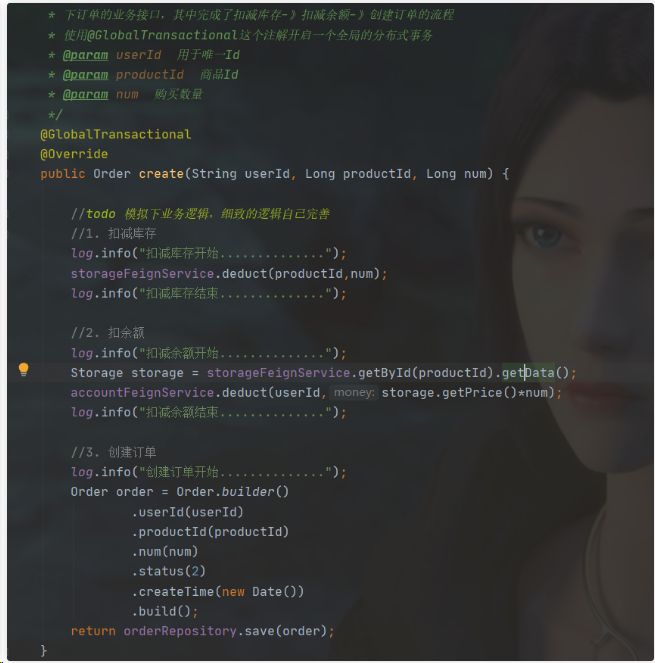 * 下订单的业务接口，其中完成了扣减库存-》扣减余额-》创建订单的流程
* 使用@GlobalTransactional这个注解开启一个全局的分布式事务
* @param userId  用于唯一Id
* @param productId  商品Id
* @param num  购买数量
*/
@GlobalTransactional
@Override
public Order create(String userId, Long productId, Long num) {
//todo 模拟下业务逻辑，细致的逻辑自己完善
//1. 扣减库存
log.info("扣减库存开始..............");
storageFeignService.deduct(productId,num);
log.info("扣减库存结束..............");
//2. 扣余额
log.info("扣减余额开始..............");
Storage storage = storageFeignService.getById(productId).getData();
accountFeignService.deduct(userId, money: storage.getPrice()*num);
log.info("扣减余额结束..............");
//3. 创建订单
log.info("创建订单开始..............");
Order order = Order.builder()
.userId(userId)
.productId(productId)
.num(num)
.status(2)
.createTime(new Date())
.build();
return orderRepository.save(order);
}